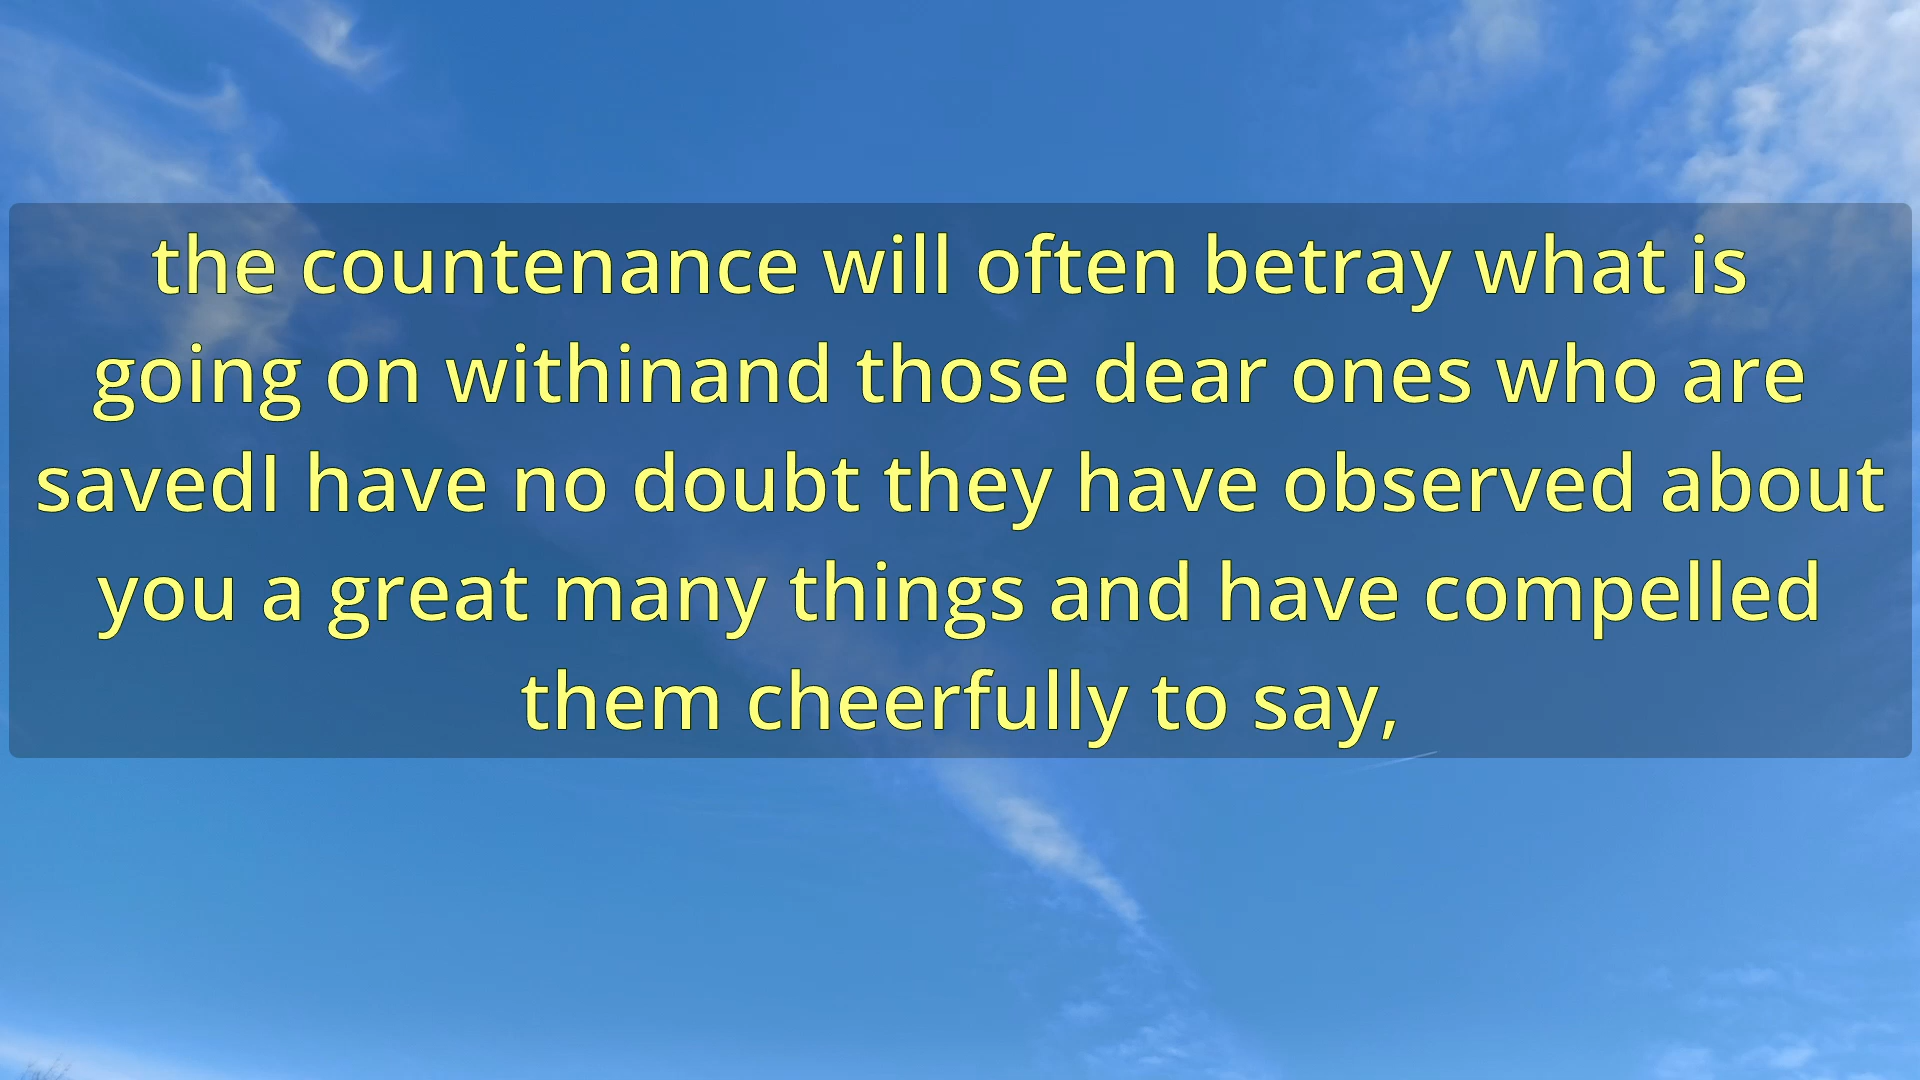 the countenance will often betray what is
going on withinand those dear ones who are
savedI have no doubt they have observed about
you a great many things and have compelled
them cheerfully to say,